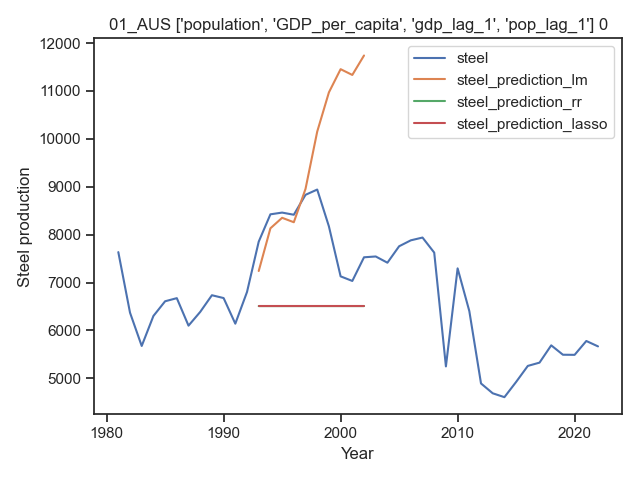 01_AUS ['population', 'GDP_per_capita', 'gdp_lag_1', 'pop_lag_1'] 0
12000
11000
10000
9000
8000
7000
6000
5000
Steel production
steel
steel_prediction_lm
steel_prediction_rr
steel_prediction_lasso
1980
1990
2000
2010
2020
Year